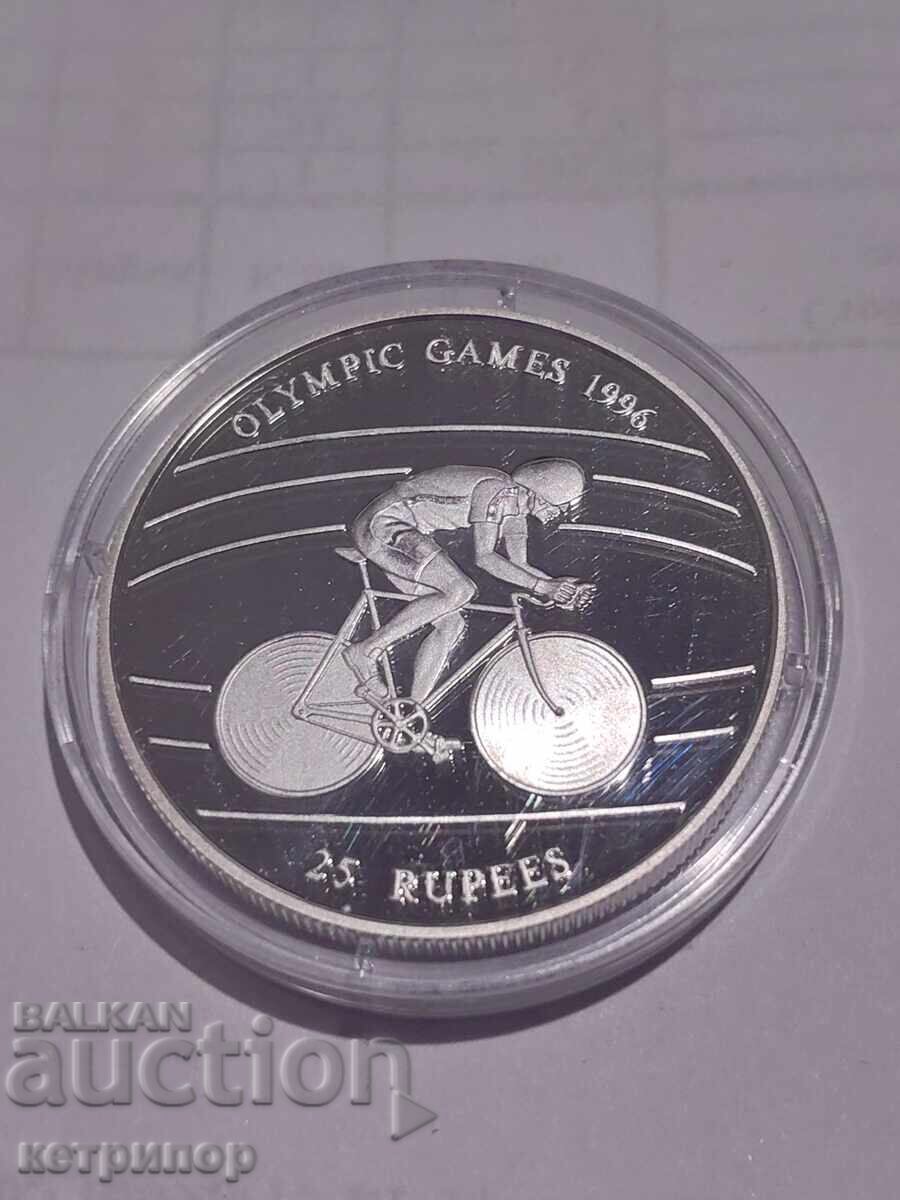 OLYMPIC GAMES 1996
25 RUPEES
BALKAN
auction
кетрипор